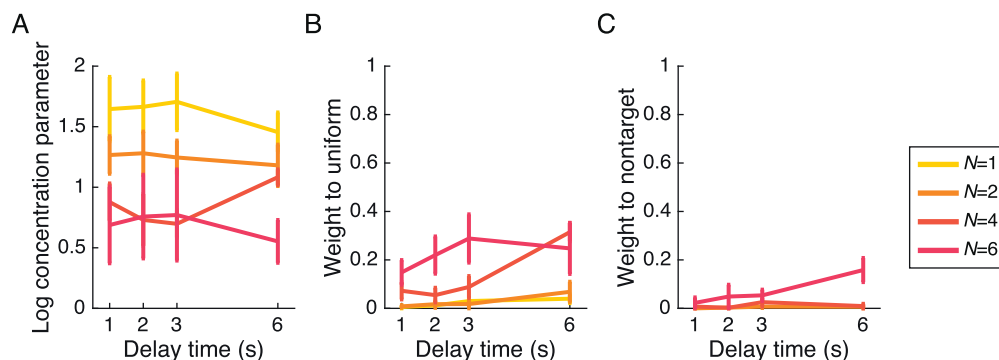 A
Log concentration parameter
2
1.5
1
0.5
0
1 2 3 6
Delay time (s)
B
Weight to uniform
1
0.8
0.6
0.4
0.2
0
1 2 3 6
Delay time (s)
C
Weight to nontarget
1
0.8
0.6
0.4
0.2
0
1 2 3 6
Delay time (s)
N=1
N=2
N=4
N=6